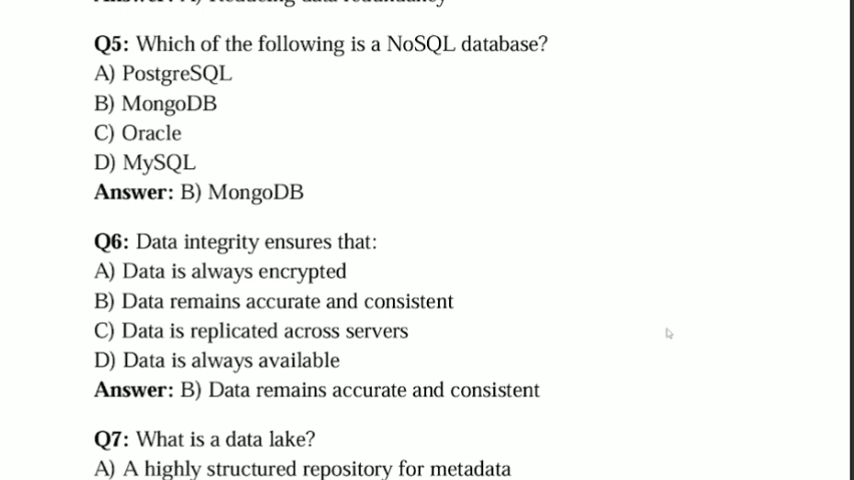 Q5: Which of the following is a NoSQL database?
A) PostgreSQL
B) MongoDB
C) Oracle
D) MySQL
Answer: B) MongoDB
Q6: Data integrity ensures that:
A) Data is always encrypted
B) Data remains accurate and consistent
C) Data is replicated across servers
D) Data is always available
Answer: B) Data remains accurate and consistent
Q7: What is a data lake?
A) A highly structured repository for metadata